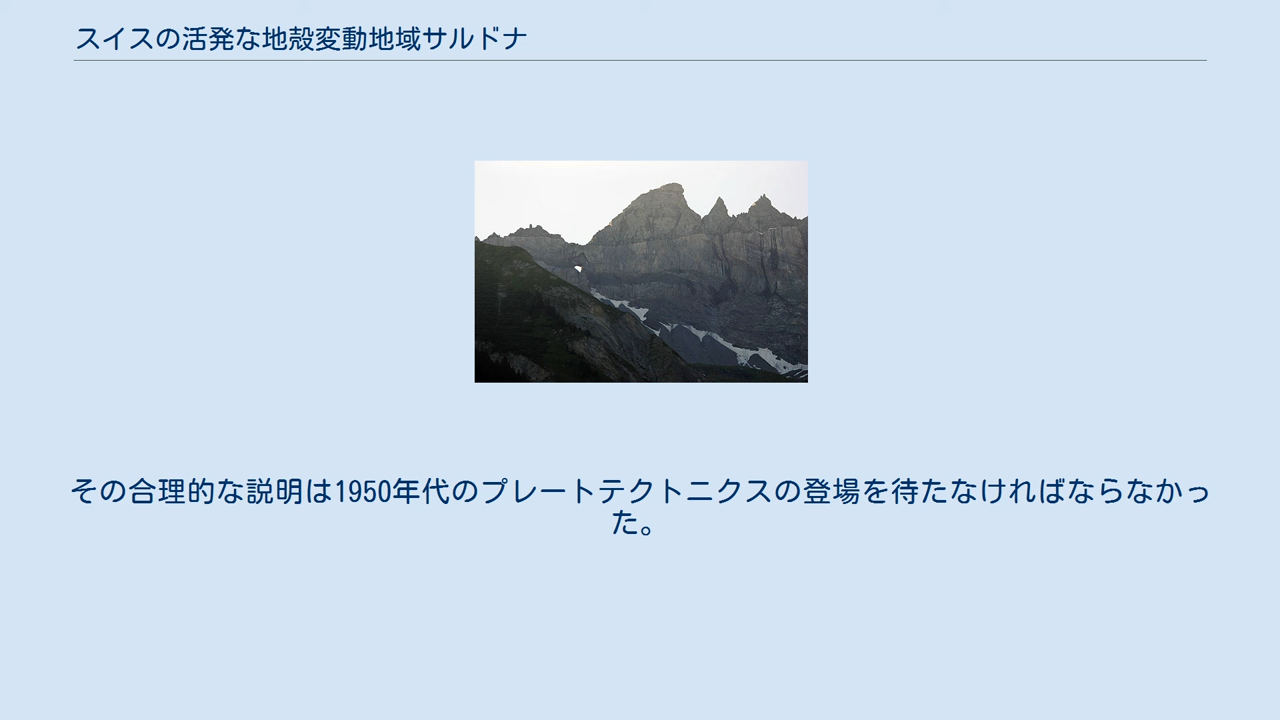 スイスの活発な地殻変動地域サルドナ
その合理的な説明は1950年代のプレートテクトニクスの登場を待たなければならなかっ
た。